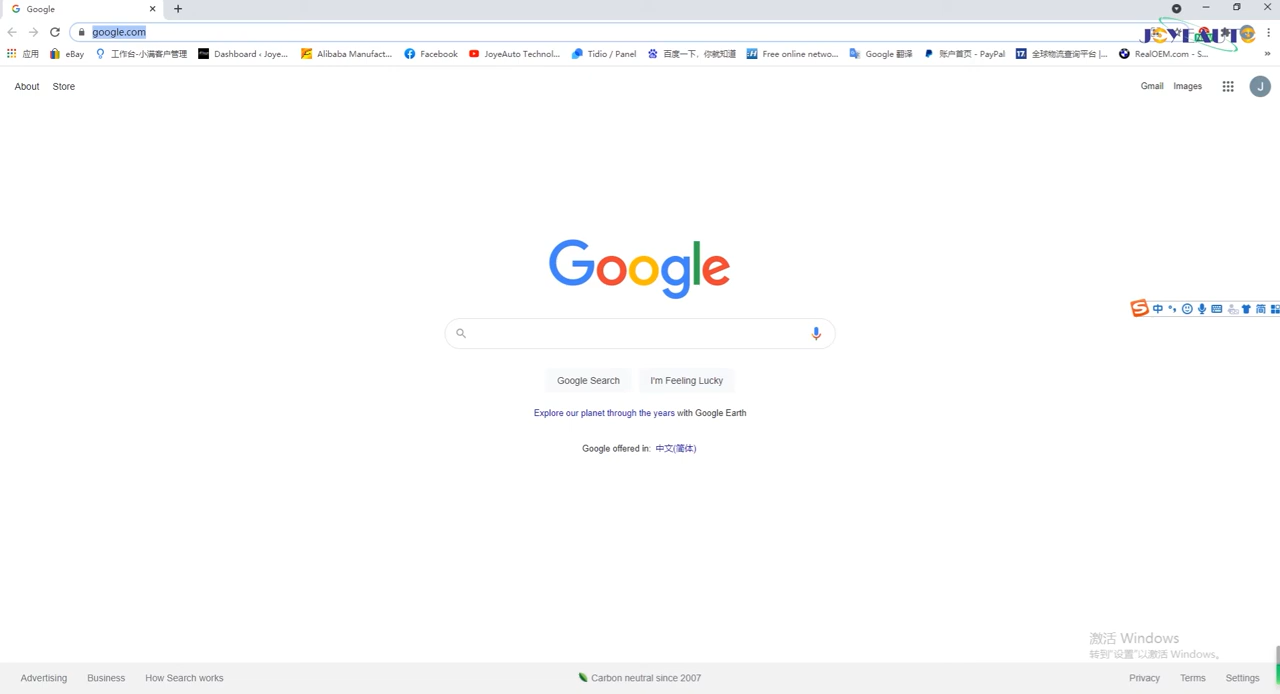 Google
google.com
JOYEAUTO
应用 eBay 工作台-小满客户管理 Dashboard ‹ Joye... Alibaba Manufact... Facebook JoyeAuto Technol... Tidio / Panel 百度一下，你就知道 Free online netwo... Google 翻译 账户首页 - PayPal 全球物流查询平台 |... RealOEM.com - S... »
About Store Gmail Images J
Google
中
简
Google Search I'm Feeling Lucky
Explore our planet through the years with Google Earth
Google offered in: 中文(简体)
激活 Windows
转到"设置"以激活 Windows。
Advertising Business How Search works Carbon neutral since 2007 Privacy Terms Settings